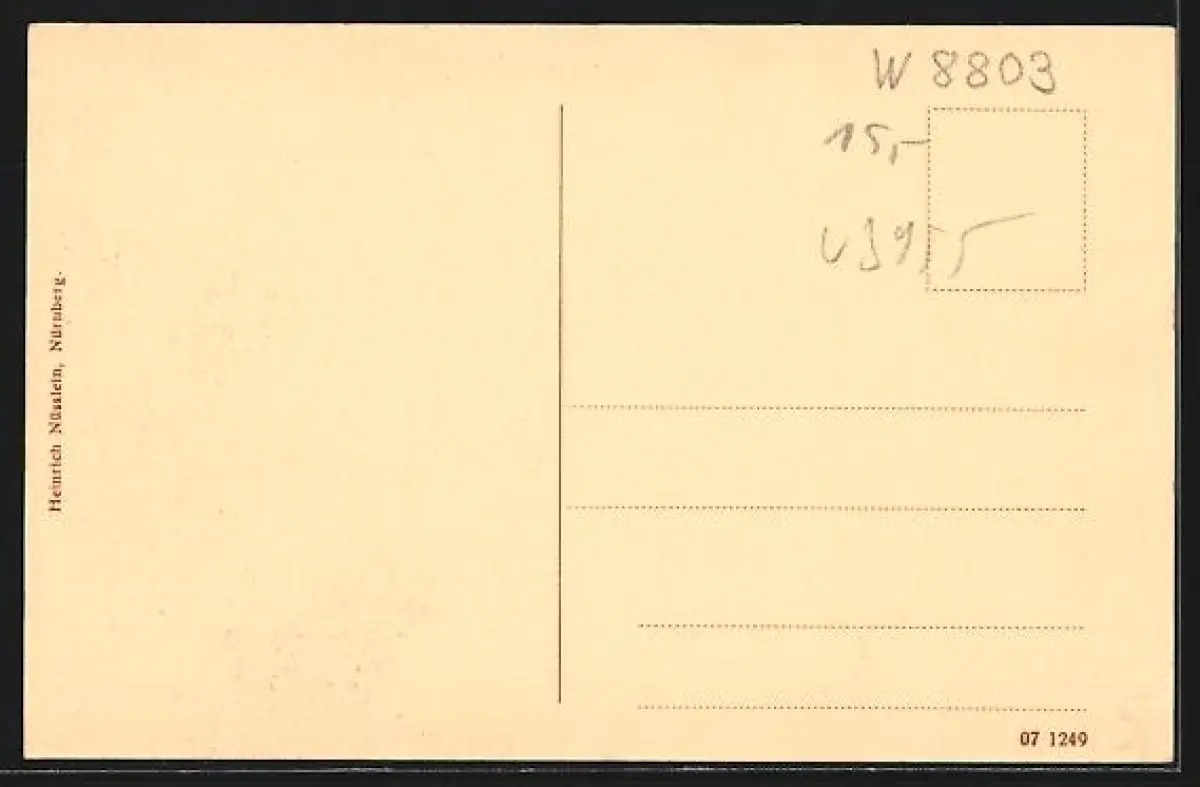 W 8803
15,-
Heinrich Nüsslein, Nürnberg.
07 1249